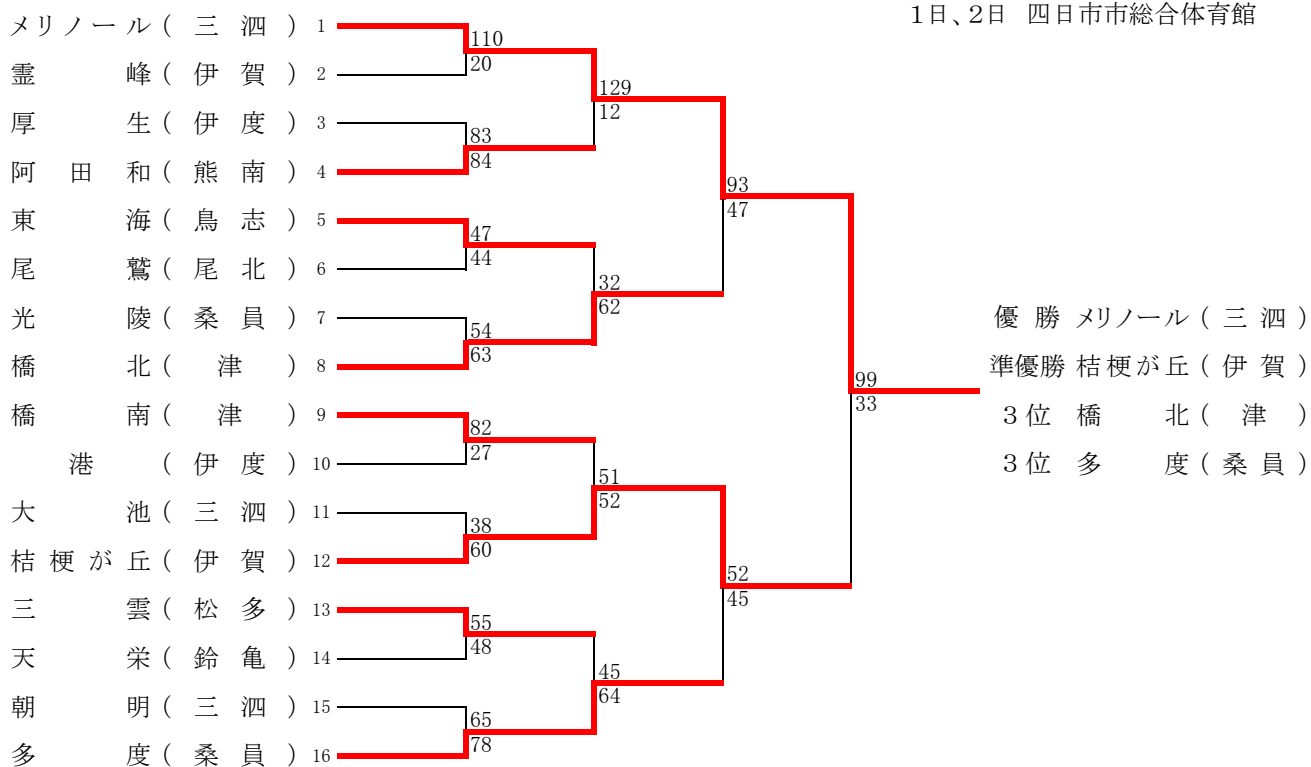 1日、2日 四日市市総合体育館
メリノール(三泗) 1
110
20
霊峰(伊賀) 2
129
12
厚生(伊度) 3
83
84
阿田和(熊南) 4
93
47
東海(鳥志) 5
47
44
尾鷲(尾北) 6
32
62
光陵(桑員) 7
54
63
橋北(津) 8
99
33
優勝 メリノール(三泗)
準優勝 桔梗が丘(伊賀)
3位 橋北(津)
3位 多度(桑員)
橋南(津) 9
82
27
港(伊度) 10
51
52
大池(三泗) 11
38
60
桔梗が丘(伊賀) 12
52
45
三雲(松多) 13
55
48
天栄(鈴亀) 14
45
64
朝明(三泗) 15
65
78
多度(桑員) 16